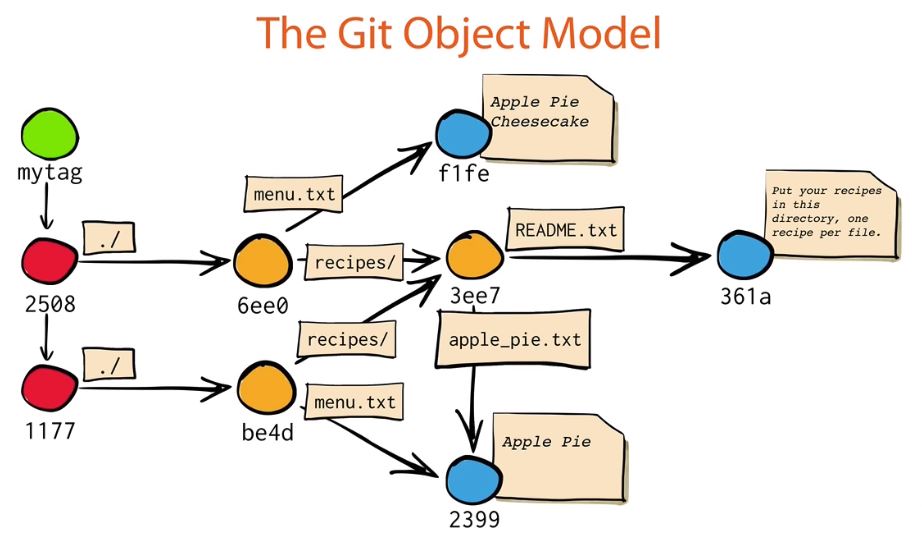 The Git Object Model
Apple Pie
Cheesecake
mytag
f1fe
menu.txt
Put your recipes
in this
directory, one
recipe per file.
./
README.txt
recipes/
2508
6ee0
3ee7
361a
recipes/
apple_pie.txt
./
menu.txt
1177
be4d
Apple Pie
2399